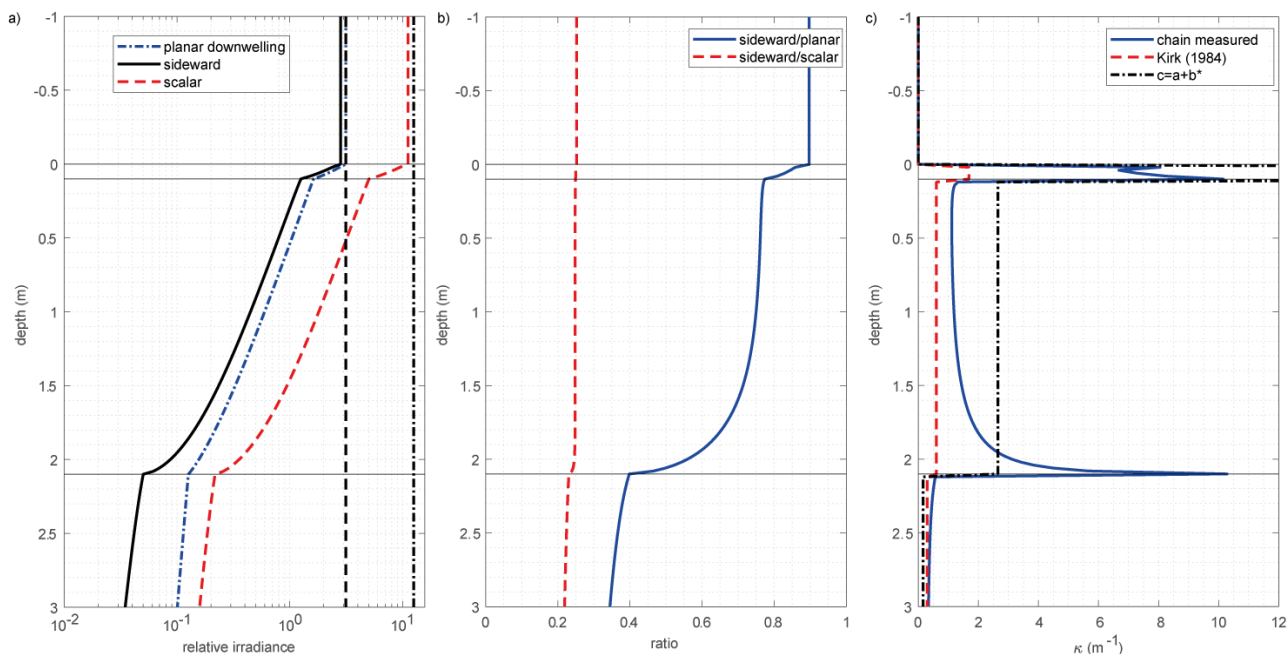 a)
planar downwelling
sideward
scalar
-1
-0.5
0
0.5
1
1.5
2
2.5
3
depth (m)
10-2
10-1
100
101
relative irradiance
b)
sideward/planar
sideward/scalar
-1
-0.5
0
0.5
1
1.5
2
2.5
3
depth (m)
0
0.2
0.4
0.6
0.8
1
ratio
c)
chain measured
Kirk (1984)
c=a+b*
-1
-0.5
0
0.5
1
1.5
2
2.5
3
depth (m)
0
2
4
6
8
10
12
κ (m-1)